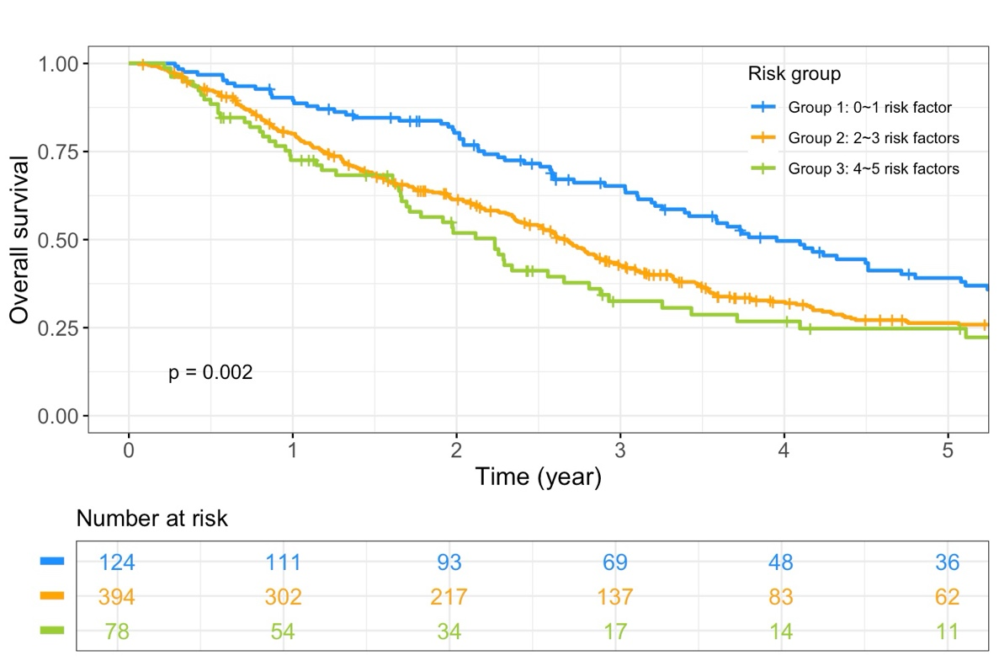 1.00
0.75
0.50
0.25
0.00
Overall survival
Risk group
Group 1: 0~1 risk factor
Group 2: 2~3 risk factors
Group 3: 4~5 risk factors
p = 0.002
0 1 2 3 4 5
Time (year)
Number at risk
124 111 93 69 48 36
394 302 217 137 83 62
78 54 34 17 14 11